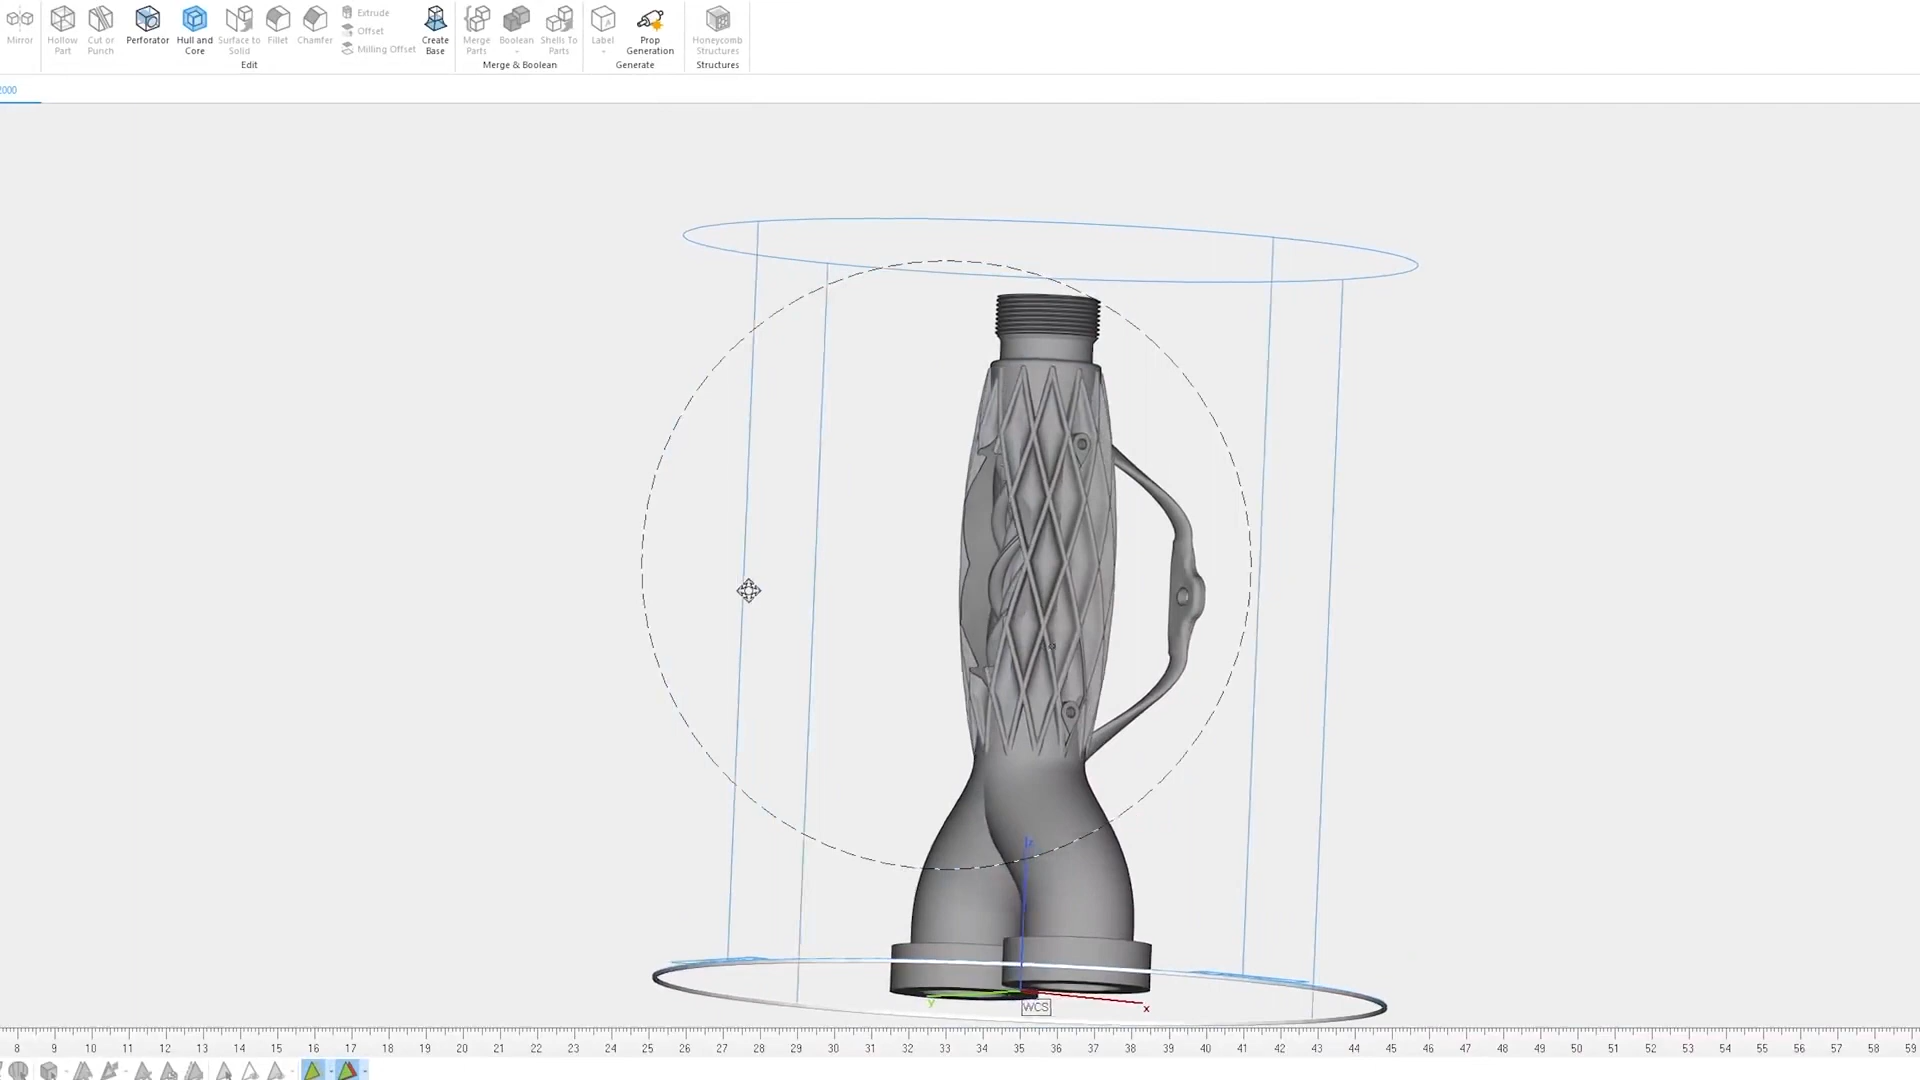 Mirror
Hollow Part
Cut or Punch
Perforator
Hull and Core
Surface to Solid
Fillet
Chamfer
Extrude
Offset
Milling Offset
Create Base
Edit
Merge Parts
Boolean
Shells To Parts
Merge & Boolean
Label
Prop Generation
Generate
Honeycomb Structures
Structures
2000
z
y
WCS
x
8 9 10 11 12 13 14 15 16 17 18 19 20 21 22 23 24 25 26 27 28 29 30 31 32 33 34 35 36 37 38 39 40 41 42 43 44 45 46 47 48 49 50 51 52 53 54 55 56 57 58 59